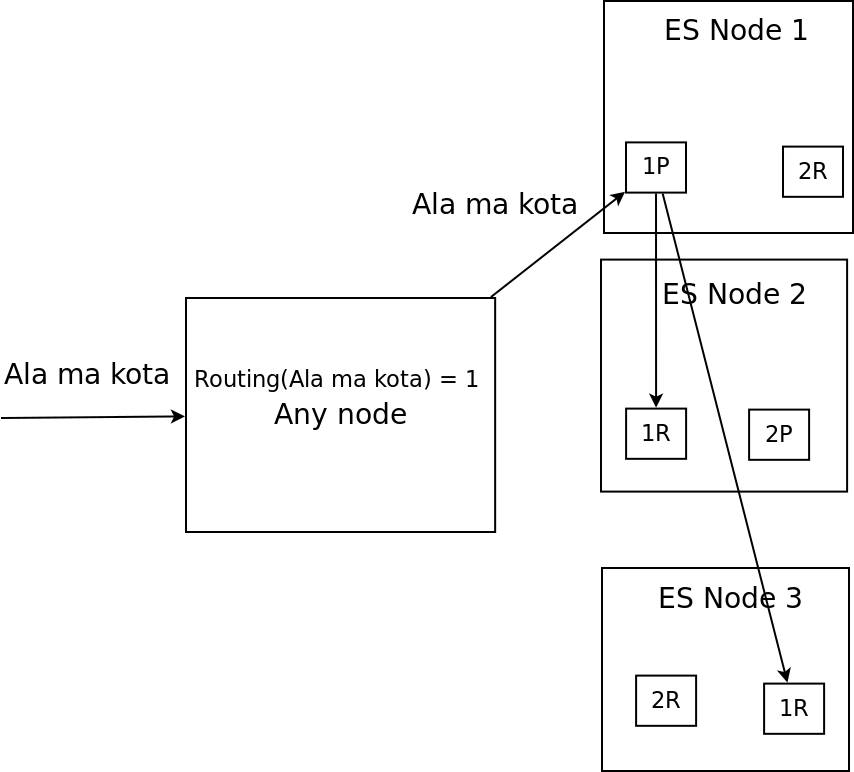 ES Node 1
1P
2R
Ala ma kota
ES Node 2
Ala ma kota
Routing(Ala ma kota) = 1
Any node
1R
2P
ES Node 3
2R
1R